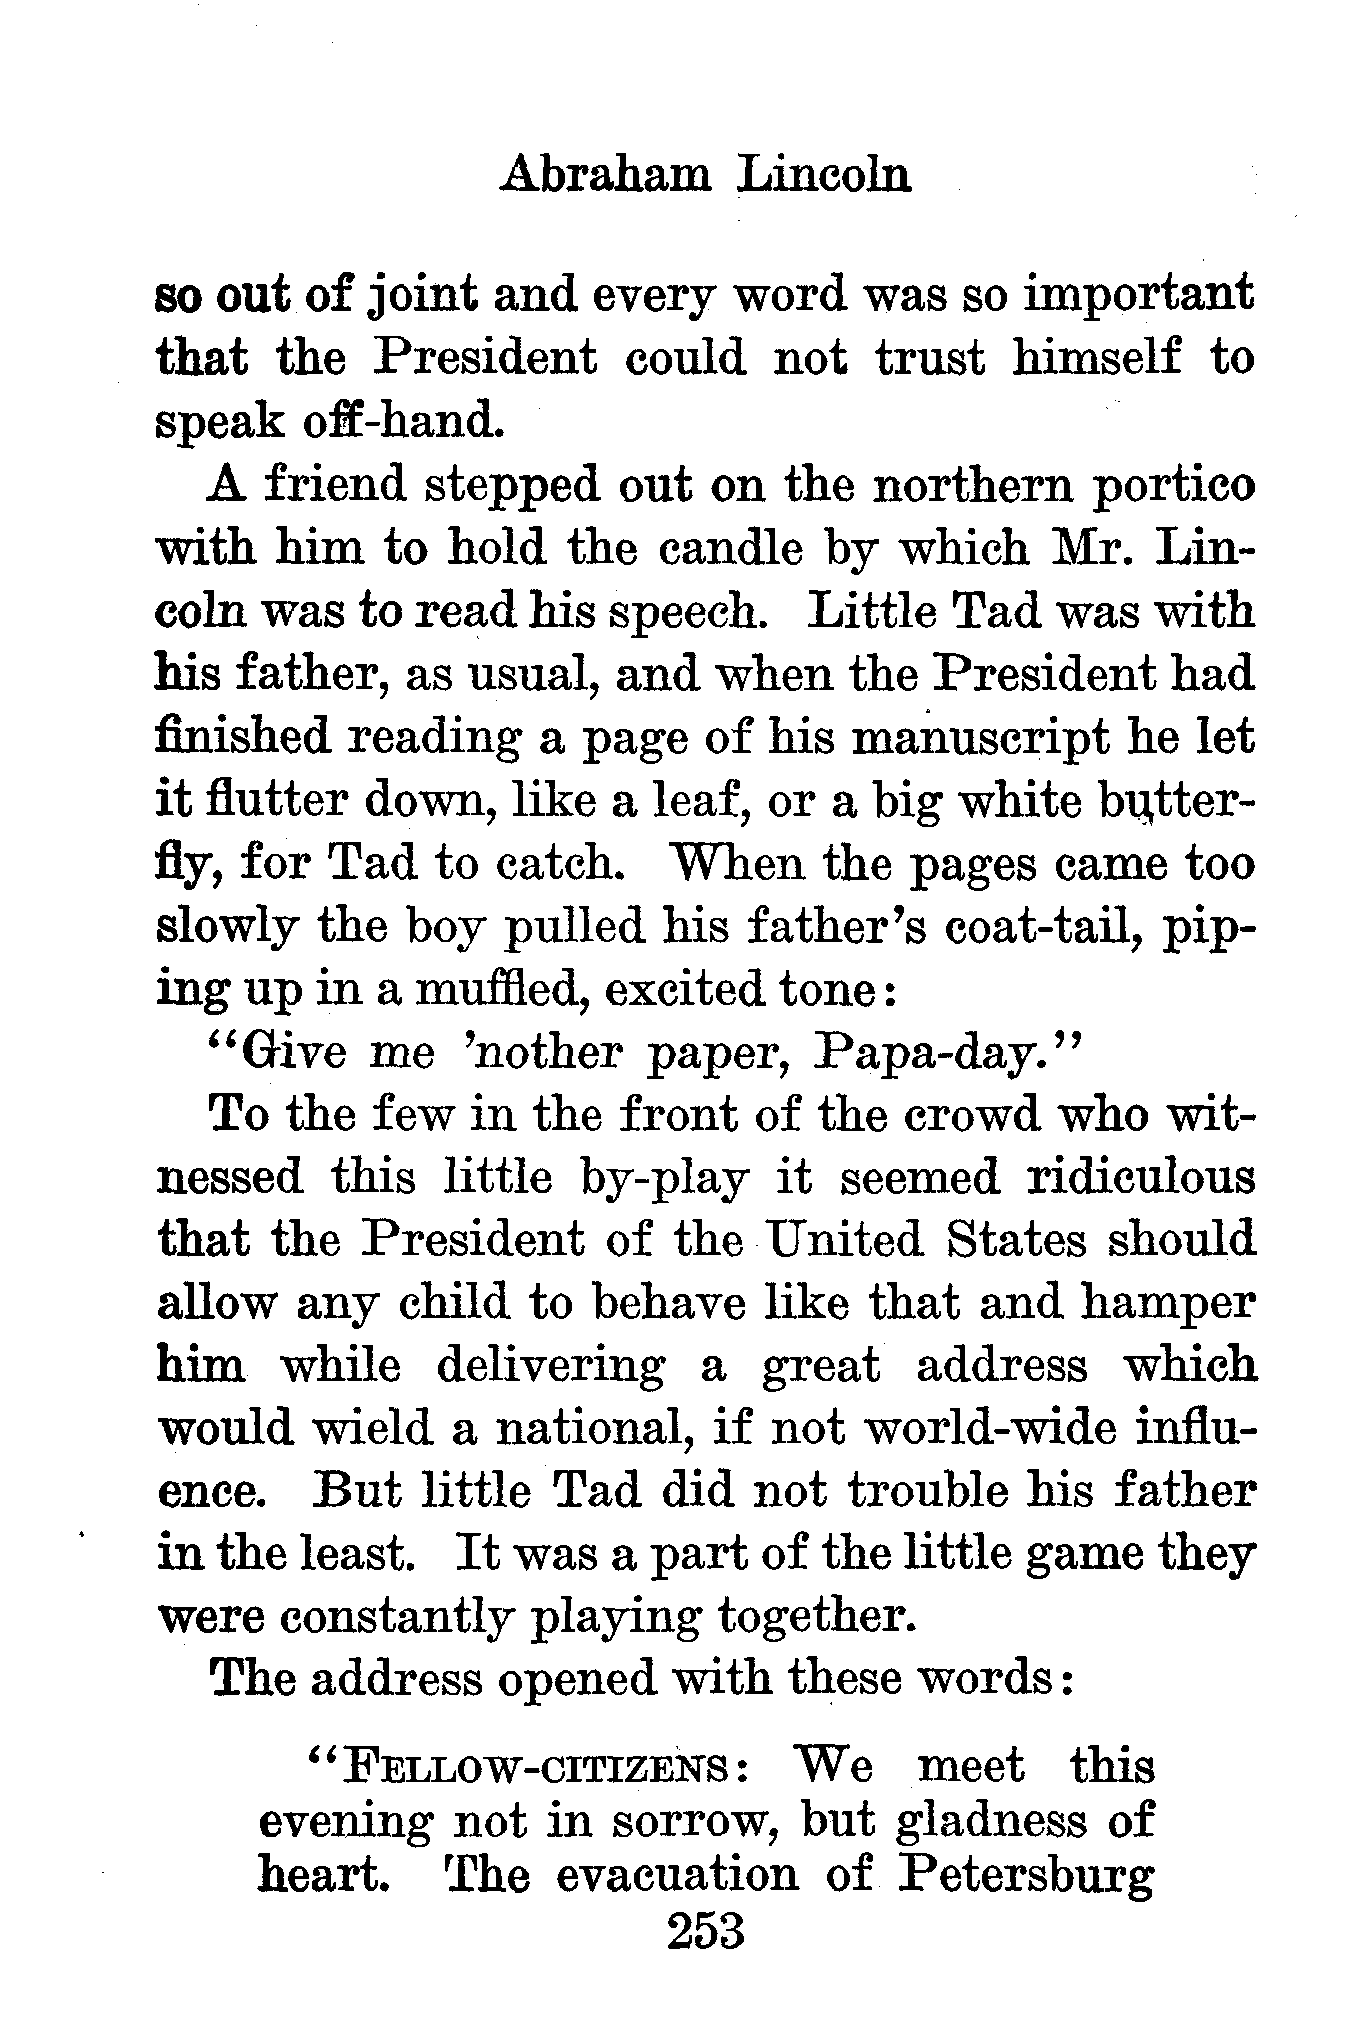 Abraham Lincoln
so out of joint and every word was so important
that the President could not trust himself to
speak off-hand.
A friend stepped out on the northern portico
with him to hold the candle by which Mr. Lin-
coln was to read his speech. Little Tad was with
his father, as usual, and when the President had
finished reading a page of his manuscript he let
it flutter down, like a leaf, or a big white butter-
fly, for Tad to catch. When the pages came too
slowly the boy pulled his father's coat-tail, pip-
ing up in a muffled, excited tone:
"Give me 'nother paper, Papa-day."
To the few in the front of the crowd who wit-
nessed this little by-play it seemed ridiculous
that the President of the United States should
allow any child to behave like that and hamper
him while delivering a great address which
would wield a national, if not world-wide influ-
ence. But little Tad did not trouble his father
in the least. It was a part of the little game they
were constantly playing together.
The address opened with these words:
"FELLOW-CITIZENS: We meet this
evening not in sorrow, but gladness of
heart. The evacuation of Petersburg
253